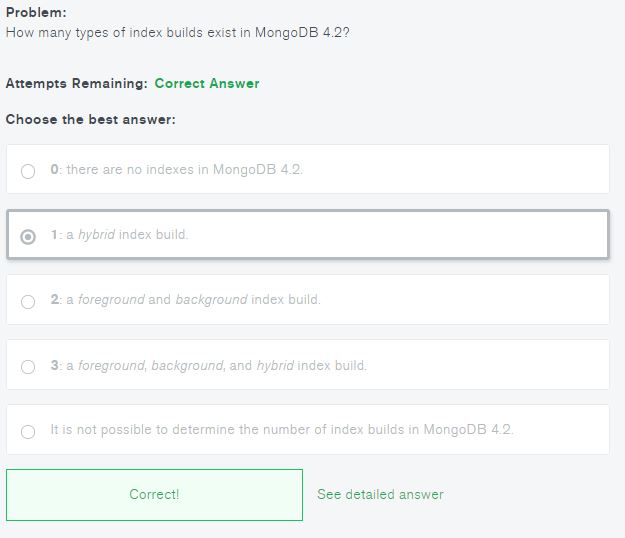 Problem:
How many types of index builds exist in MongoDB 4.2?
Attempts Remaining: Correct Answer
Choose the best answer:
0: there are no indexes in MongoDB 4.2.
1: a hybrid index build.
2: a foreground and background index build.
3: a foreground, background, and hybrid index build.
It is not possible to determine the number of index builds in MongoDB 4.2.
Correct! See detailed answer